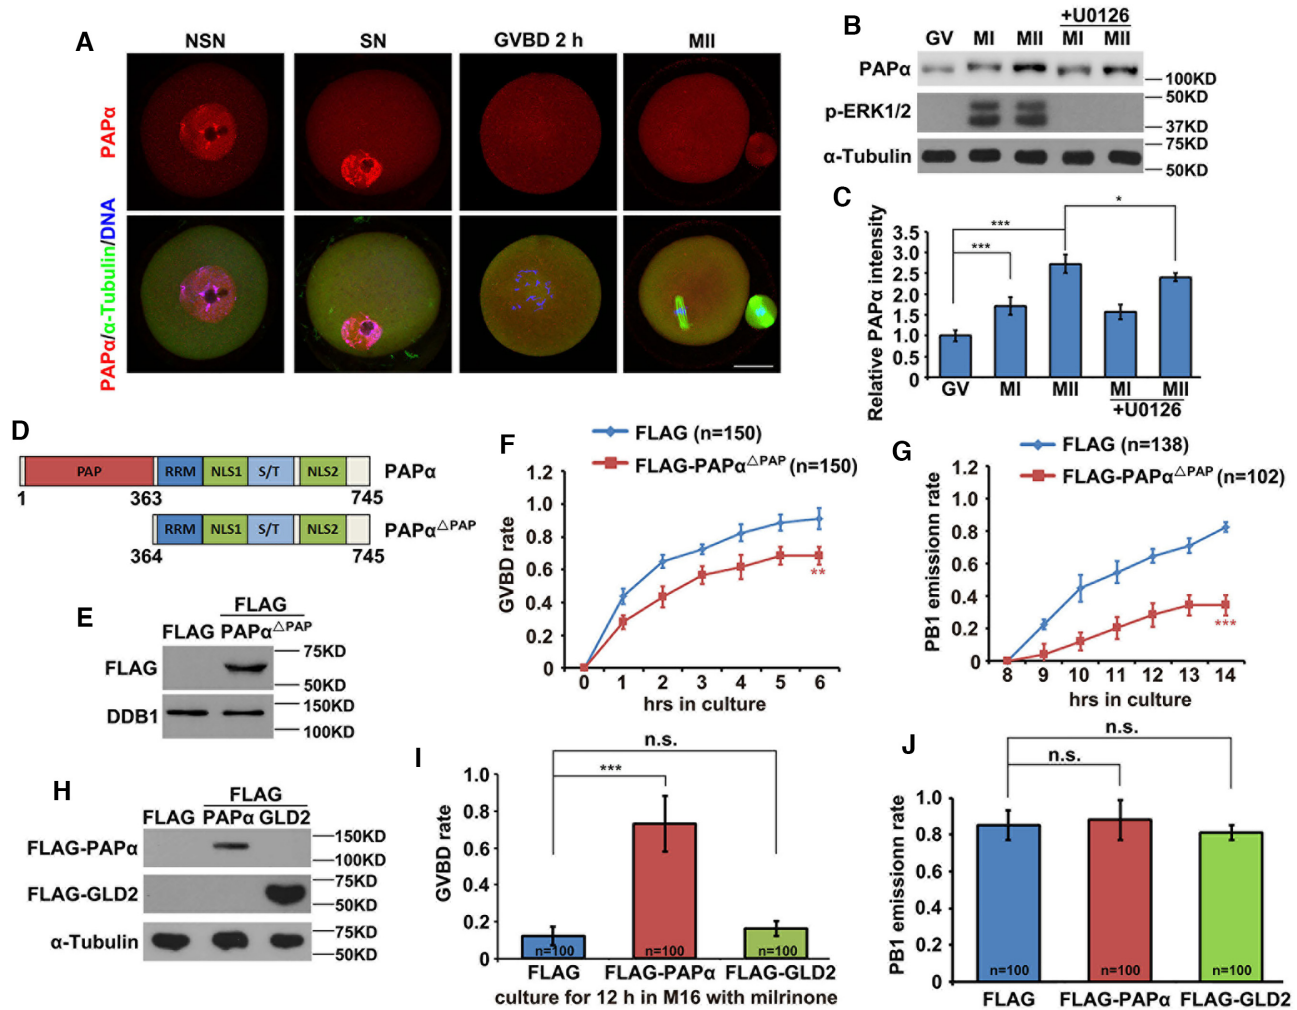 A
NSN SN GVBD 2 h MII
PAPα
PAPα/α-Tubulin/DNA
B
+U0126
GV MI MII MI MII
PAPα
100KD
p-ERK1/2
50KD
37KD
α-Tubulin
75KD
50KD
C
Relative PAPα intensity
3.5
3.0
2.5
2.0
1.5
1.0
0.5
0
***
***
*
GV MI MII MI MII
+U0126
D
PAP RRM NLS1 S/T NLS2 PAPα
1 363 745
RRM NLS1 S/T NLS2 PAPα△PAP
364 745
E
FLAG
FLAG PAPα△PAP
FLAG
75KD
50KD
DDB1
150KD
100KD
F
FLAG (n=150)
FLAG-PAPα△PAP (n=150)
GVBD rate
1.2
1.0
0.8
0.6
0.4
0.2
0
**
0 1 2 3 4 5 6
hrs in culture
G
FLAG (n=138)
FLAG-PAPα△PAP (n=102)
PB1 emissionn rate
1.2
1.0
0.8
0.6
0.4
0.2
0
***
8 9 10 11 12 13 14
hrs in culture
H
FLAG
FLAG PAPα GLD2
FLAG-PAPα
150KD
100KD
FLAG-GLD2
75KD
50KD
α-Tubulin
75KD
50KD
I
n.s.
***
GVBD rate
1.0
0.8
0.6
0.4
0.2
0
n=100 n=100 n=100
FLAG FLAG-PAPα FLAG-GLD2
culture for 12 h in M16 with milrinone
J
n.s.
n.s.
PB1 emissionn rate
1
0.8
0.6
0.4
0.2
0
n=100 n=100 n=100
FLAG FLAG-PAPα FLAG-GLD2